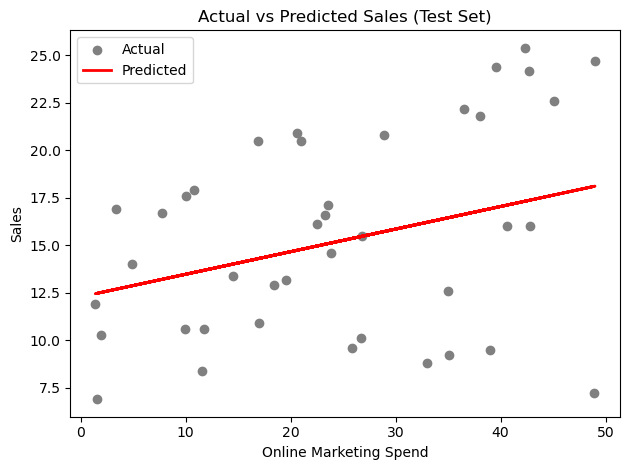 Actual vs Predicted Sales (Test Set)
Actual
Predicted
25.0
22.5
20.0
17.5
15.0
12.5
10.0
7.5
Sales
0 10 20 30 40 50
Online Marketing Spend